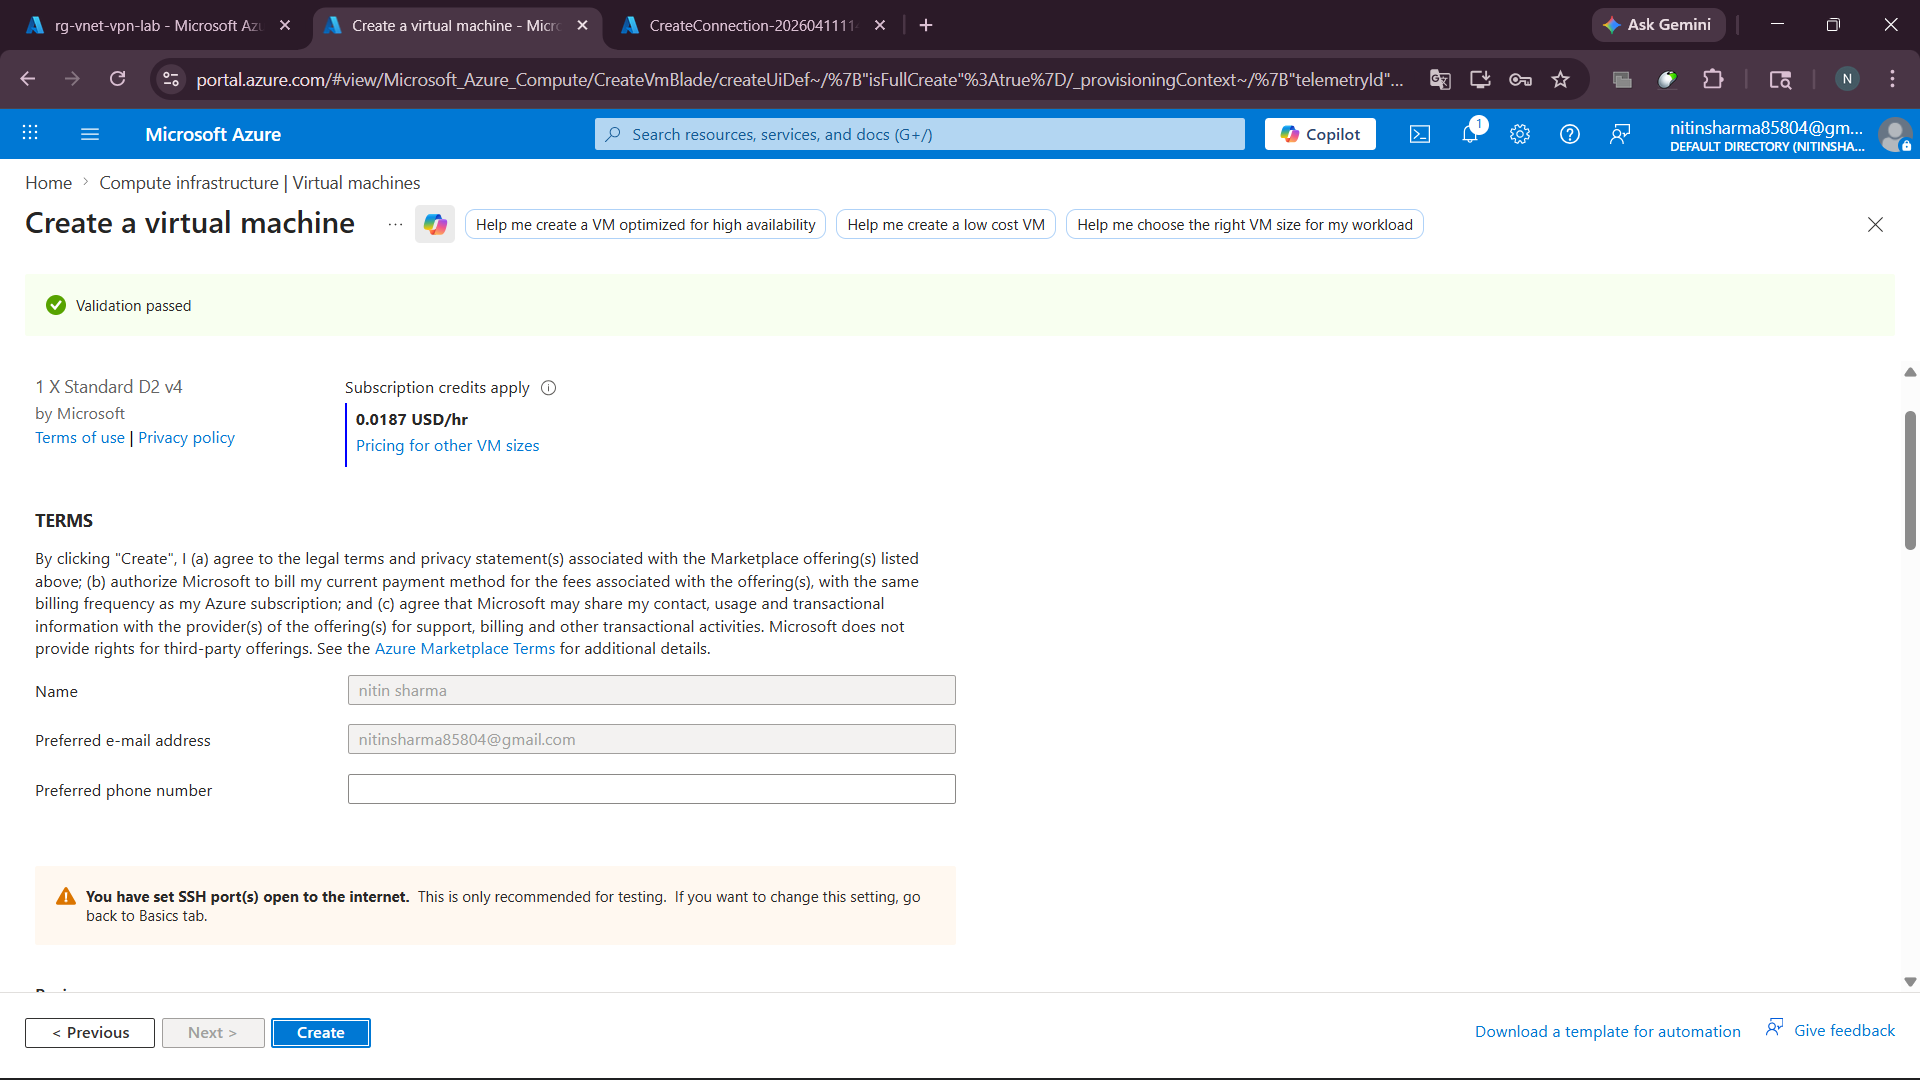 rg-vnet-vpn-lab - Microsoft Az
Create a virtual machine - Micro
CreateConnection-20260411114
Ask Gemini
portal.azure.com/#view/Microsoft_Azure_Compute/CreateVmBlade/createUiDef~/%7B"isFullCreate"%3Atrue%7D/_provisioningContext~/%7B"telemetryId"...
N
Microsoft Azure
Search resources, services, and docs (G+/)
Copilot
1
nitinsharma85804@gm...
DEFAULT DIRECTORY (NITINSHA...
Home > Compute infrastructure | Virtual machines
Create a virtual machine
...
Help me create a VM optimized for high availability
Help me create a low cost VM
Help me choose the right VM size for my workload
Validation passed
1 X Standard D2 v4
by Microsoft
Terms of use | Privacy policy
Subscription credits apply
0.0187 USD/hr
Pricing for other VM sizes
TERMS
By clicking "Create", I (a) agree to the legal terms and privacy statement(s) associated with the Marketplace offering(s) listed
above; (b) authorize Microsoft to bill my current payment method for the fees associated with the offering(s), with the same
billing frequency as my Azure subscription; and (c) agree that Microsoft may share my contact, usage and transactional
information with the provider(s) of the offering(s) for support, billing and other transactional activities. Microsoft does not
provide rights for third-party offerings. See the Azure Marketplace Terms for additional details.
Name
nitin sharma
Preferred e-mail address
nitinsharma85804@gmail.com
Preferred phone number
You have set SSH port(s) open to the internet. This is only recommended for testing. If you want to change this setting, go
back to Basics tab.
< Previous
Next >
Create
Download a template for automation
Give feedback